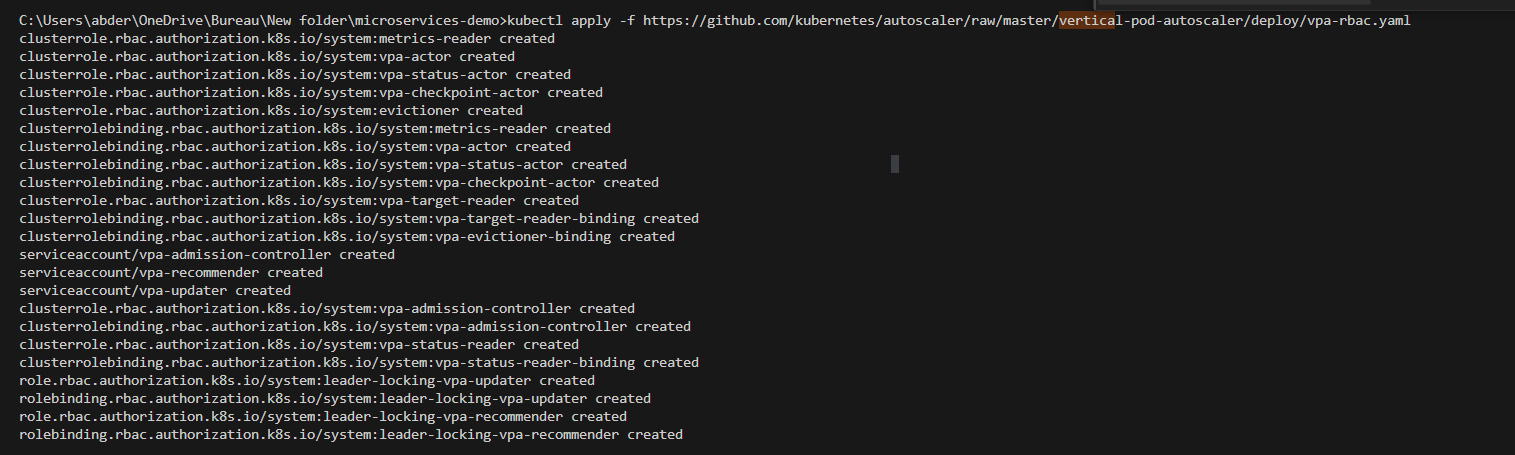 C:\Users\abder\OneDrive\Bureau\New folder\microservices-demo>kubectl apply -f https://github.com/kubernetes/autoscaler/raw/master/vertical-pod-autoscaler/deploy/vpa-rbac.yaml
clusterrole.rbac.authorization.k8s.io/system:metrics-reader created
clusterrole.rbac.authorization.k8s.io/system:vpa-actor created
clusterrole.rbac.authorization.k8s.io/system:vpa-status-actor created
clusterrole.rbac.authorization.k8s.io/system:vpa-checkpoint-actor created
clusterrole.rbac.authorization.k8s.io/system:evictioner created
clusterrolebinding.rbac.authorization.k8s.io/system:metrics-reader created
clusterrolebinding.rbac.authorization.k8s.io/system:vpa-actor created
clusterrolebinding.rbac.authorization.k8s.io/system:vpa-status-actor created
clusterrolebinding.rbac.authorization.k8s.io/system:vpa-checkpoint-actor created
clusterrole.rbac.authorization.k8s.io/system:vpa-target-reader created
clusterrolebinding.rbac.authorization.k8s.io/system:vpa-target-reader-binding created
clusterrolebinding.rbac.authorization.k8s.io/system:vpa-evictioner-binding created
serviceaccount/vpa-admission-controller created
serviceaccount/vpa-recommender created
serviceaccount/vpa-updater created
clusterrole.rbac.authorization.k8s.io/system:vpa-admission-controller created
clusterrolebinding.rbac.authorization.k8s.io/system:vpa-admission-controller created
clusterrole.rbac.authorization.k8s.io/system:vpa-status-reader created
clusterrolebinding.rbac.authorization.k8s.io/system:vpa-status-reader-binding created
role.rbac.authorization.k8s.io/system:leader-locking-vpa-updater created
rolebinding.rbac.authorization.k8s.io/system:leader-locking-vpa-updater created
role.rbac.authorization.k8s.io/system:leader-locking-vpa-recommender created
rolebinding.rbac.authorization.k8s.io/system:leader-locking-vpa-recommender created